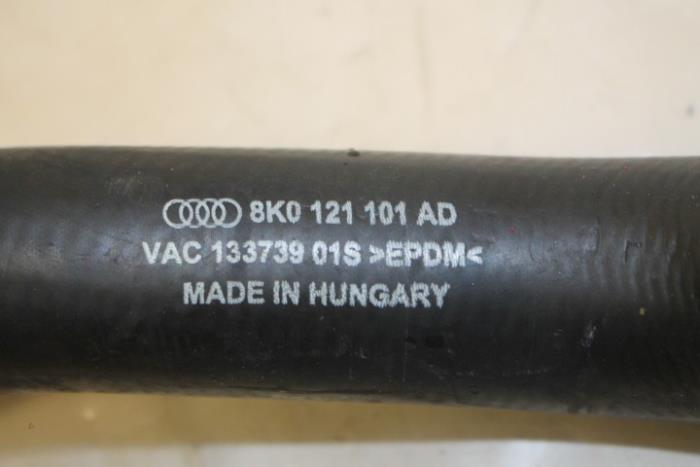 8K0 121 101 AD
VAC 133739 01S >EPDM<
MADE IN HUNGARY